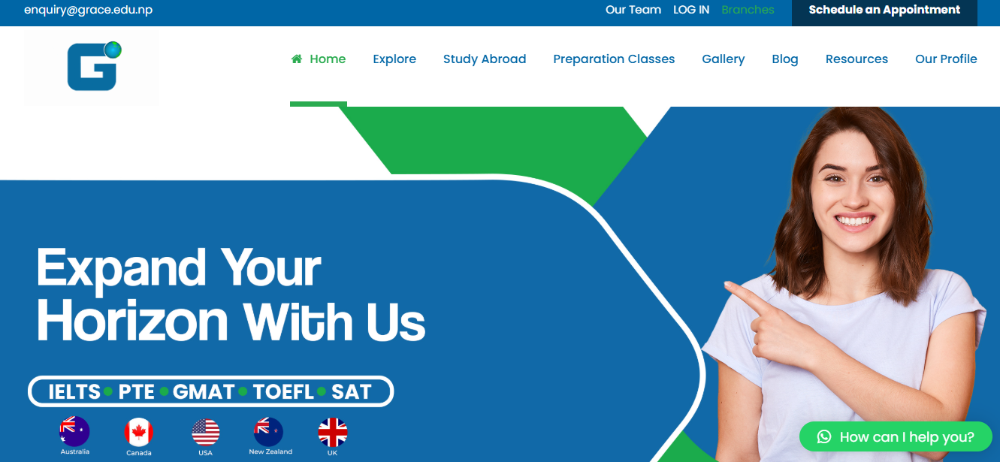 enquiry@grace.edu.np
Our Team LOG IN Branches Schedule an Appointment
G
Home Explore Study Abroad Preparation Classes Gallery Blog Resources Our Profile
Expand Your
Horizon With Us
IELTS • PTE • GMAT • TOEFL • SAT
Australia Canada USA New Zealand UK
How can I help you?